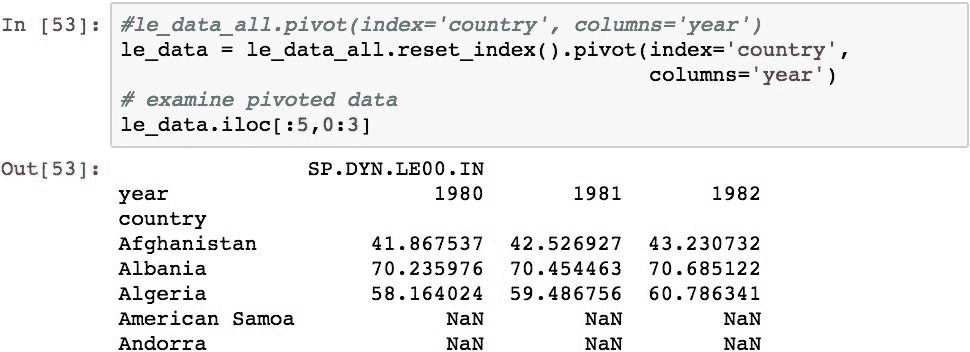 In [53]: #le_data_all.pivot(index='country', columns='year')
le_data = le_data_all.reset_index().pivot(index='country',
columns='year')
# examine pivoted data
le_data.iloc[:5,0:3]
Out[53]: SP.DYN.LE00.IN
year 1980 1981 1982
country
Afghanistan 41.867537 42.526927 43.230732
Albania 70.235976 70.454463 70.685122
Algeria 58.164024 59.486756 60.786341
American Samoa NaN NaN NaN
Andorra NaN NaN NaN